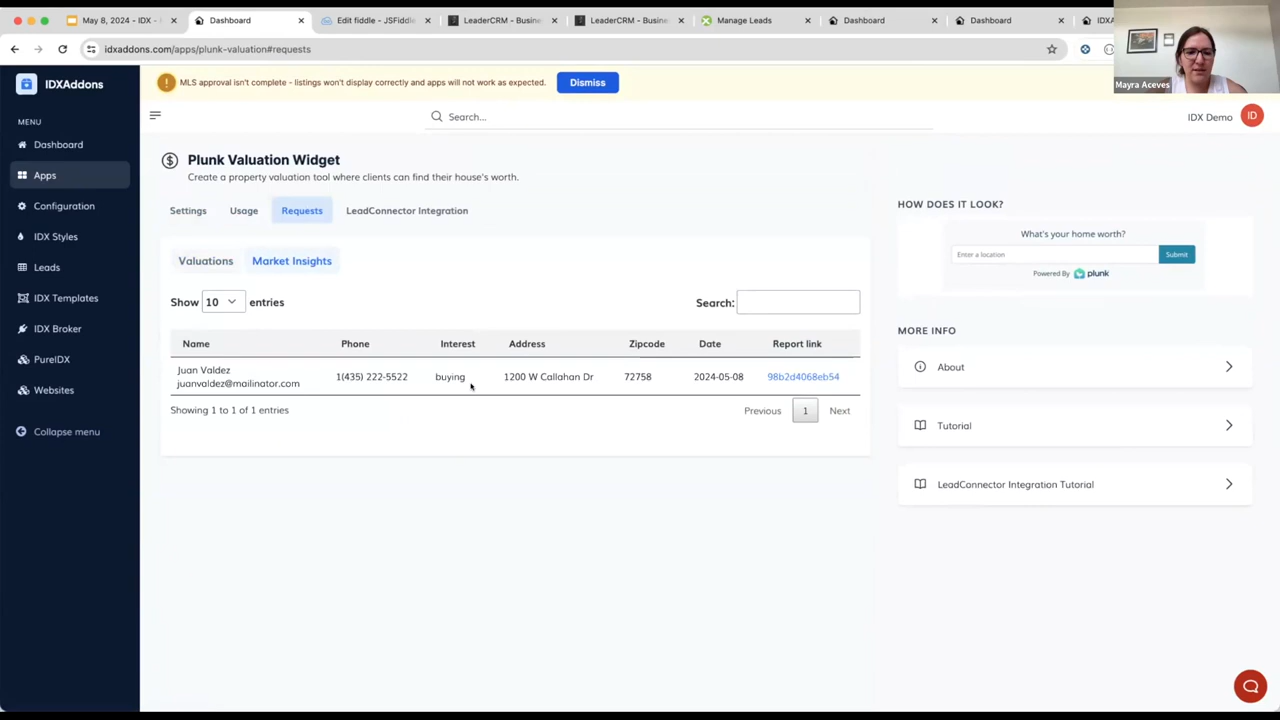 May 8, 2024 - IDX -
Dashboard
Edit fiddle - JSFiddl
LeaderCRM - Busine
LeaderCRM - Busine
Manage Leads
Dashboard
Dashboard
IDXA
idxaddons.com/apps/plunk-valuation#requests
Mayra Aceves
IDXAddons
MLS approval isn't complete - listings won't display correctly and apps will not work as expected.
Dismiss
MENU
Dashboard
Apps
Configuration
IDX Styles
Leads
IDX Templates
IDX Broker
PureIDX
Websites
Collapse menu
Search...
IDX Demo
ID
Plunk Valuation Widget
Create a property valuation tool where clients can find their house's worth.
Settings
Usage
Requests
LeadConnector Integration
Valuations
Market Insights
Show 10 entries
Search:
Name Phone Interest Address Zipcode Date Report link
Juan Valdez
juanvaldez@mailinator.com
1(435) 222-5522 buying 1200 W Callahan Dr 72758 2024-05-08 98b2d4068eb54
Showing 1 to 1 of 1 entries
Previous 1 Next
HOW DOES IT LOOK?
What's your home worth?
Enter a location
Submit
Powered By plunk
MORE INFO
About
Tutorial
LeadConnector Integration Tutorial